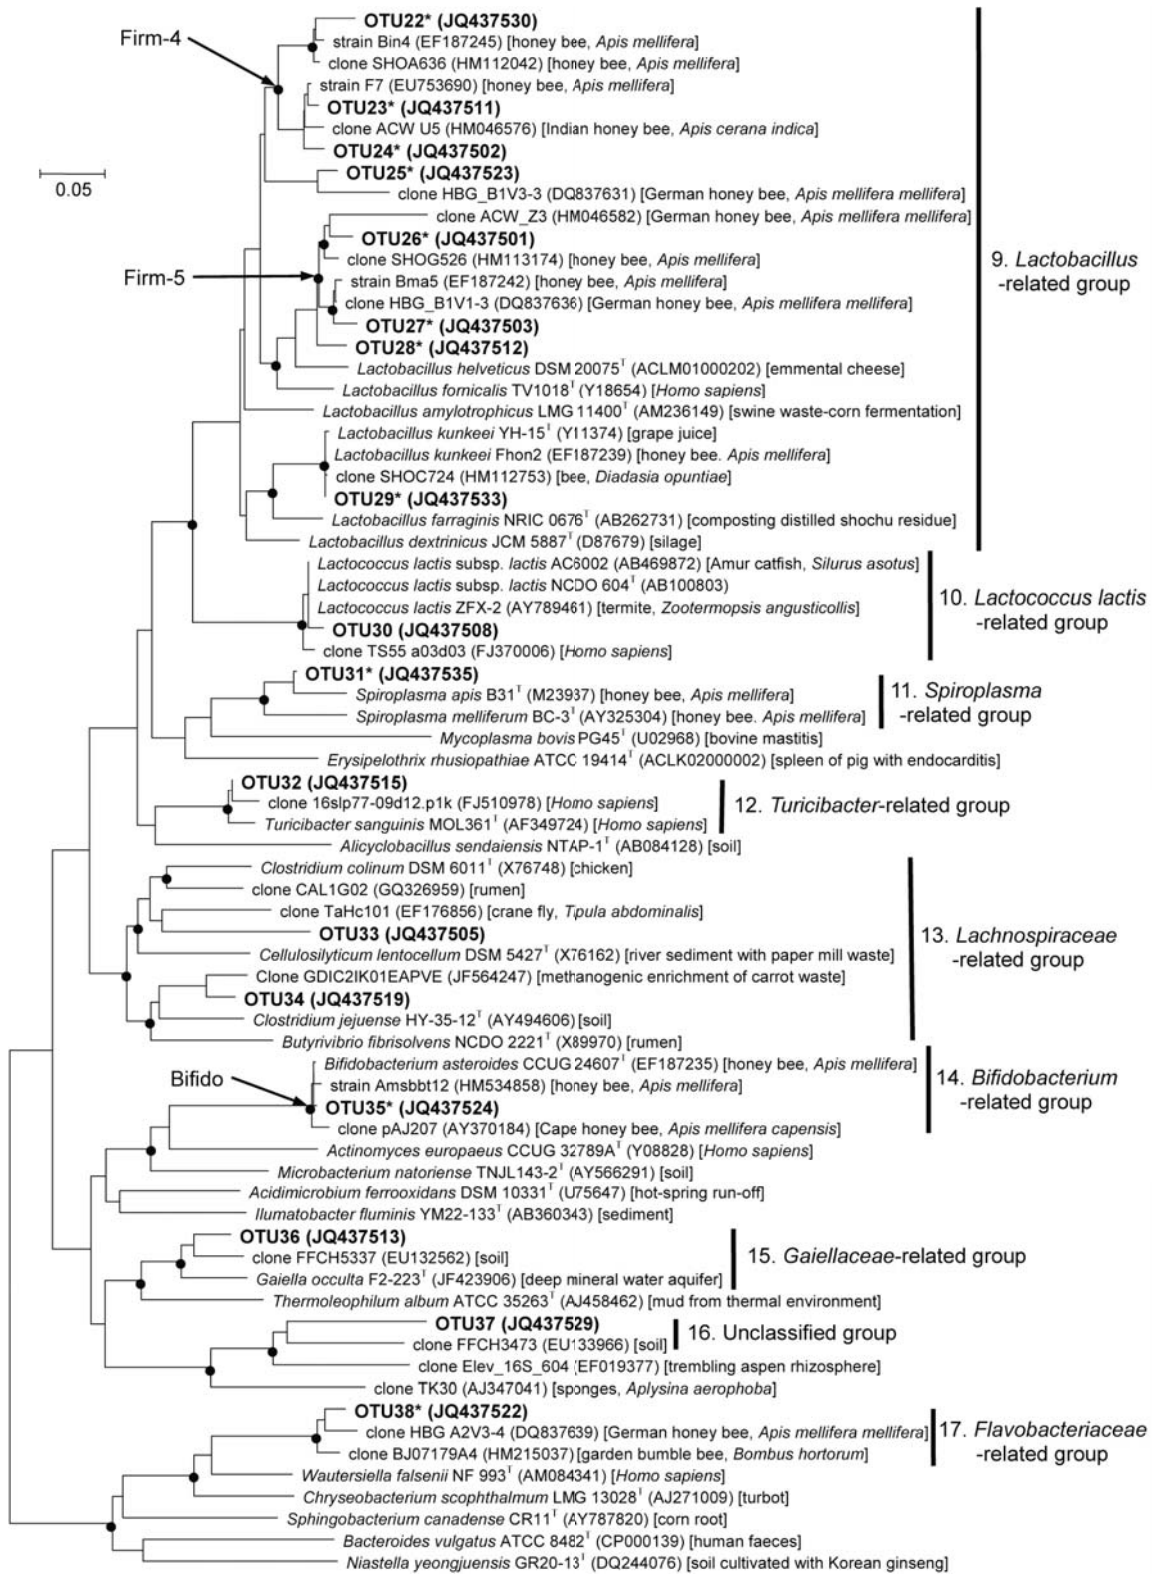 OTU22* (JQ437530)
Firm-4
strain Bin4 (EF187245) [honey bee, Apis mellifera]
clone SHOA636 (HM112042) [honey bee, Apis mellifera]
strain F7 (EU753690) [honey bee, Apis mellifera]
OTU23* (JQ437511)
clone ACW U5 (HM046576) [Indian honey bee, Apis cerana indica]
OTU24* (JQ437502)
0.05
OTU25* (JQ437523)
clone HBG_B1V3-3 (DQ837631) [German honey bee, Apis mellifera mellifera]
clone ACW_Z3 (HM046582) [German honey bee, Apis mellifera mellifera]
OTU26* (JQ437501)
clone SHOG526 (HM113174) [honey bee, Apis mellifera]
Firm-5
strain Bma5 (EF187242) [honey bee, Apis mellifera]
clone HBG_B1V1-3 (DQ837636) [German honey bee, Apis mellifera mellifera]
OTU27* (JQ437503)
OTU28* (JQ437512)
9. Lactobacillus
-related group
Lactobacillus helveticus DSM 20075T (ACLM01000202) [emmental cheese]
Lactobacillus fornicalis TV1018T (Y18654) [Homo sapiens]
Lactobacillus amylotrophicus LMG 11400T (AM236149) [swine waste-corn fermentation]
Lactobacillus kunkeei YH-15T (Y11374) [grape juice]
Lactobacillus kunkeei Fhon2 (EF187239) [honey bee. Apis mellifera]
clone SHOC724 (HM112753) [bee, Diadasia opuntiae]
OTU29* (JQ437533)
Lactobacillus farraginis NRIC 0676T (AB262731) [composting distilled shochu residue]
Lactobacillus dextrinicus JCM 5887T (D87679) [silage]
Lactococcus lactis subsp. lactis AC6002 (AB469872) [Amur catfish, Silurus asotus]
Lactococcus lactis subsp. lactis NCDO 604T (AB100803)
Lactococcus lactis ZFX-2 (AY789461) [termite, Zootermopsis angusticollis]
OTU30 (JQ437508)
clone TS55 a03d03 (FJ370006) [Homo sapiens]
10. Lactococcus lactis
-related group
OTU31* (JQ437535)
Spiroplasma apis B31T (M23937) [honey bee, Apis mellifera]
Spiroplasma melliferum BC-3T (AY325304) [honey bee. Apis mellifera]
11. Spiroplasma
-related group
Mycoplasma bovis PG45T (U02968) [bovine mastitis]
Erysipelothrix rhusiopathiae ATCC 19414T (ACLK02000002) [spleen of pig with endocarditis]
OTU32 (JQ437515)
clone 16slp77-09d12.p1k (FJ510978) [Homo sapiens]
Turicibacter sanguinis MOL361T (AF349724) [Homo sapiens]
12. Turicibacter-related group
Alicyclobacillus sendaiensis NTAP-1T (AB084128) [soil]
Clostridium colinum DSM 6011T (X76748) [chicken]
clone CAL1G02 (GQ326959) [rumen]
clone TaHc101 (EF176856) [crane fly, Tipula abdominalis]
OTU33 (JQ437505)
Cellulosilyticum lentocellum DSM 5427T (X76162) [river sediment with paper mill waste]
13. Lachnospiraceae
-related group
Clone GDIC2IK01EAPVE (JF564247) [methanogenic enrichment of carrot waste]
OTU34 (JQ437519)
Clostridium jejuense HY-35-12T (AY494606) [soil]
Butyrivibrio fibrisolvens NCDO 2221T (X89970) [rumen]
Bifidobacterium asteroides CCUG 24607T (EF187235) [honey bee, Apis mellifera]
Bifido
strain Amsbbt12 (HM534858) [honey bee, Apis mellifera]
OTU35* (JQ437524)
clone pAJ207 (AY370184) [Cape honey bee, Apis mellifera capensis]
14. Bifidobacterium
-related group
Actinomyces europaeus CCUG 32789AT (Y08828) [Homo sapiens]
Microbacterium natoriense TNJL143-2T (AY566291) [soil]
Acidimicrobium ferrooxidans DSM 10331T (U75647) [hot-spring run-off]
Ilumatobacter fluminis YM22-133T (AB360343) [sediment]
OTU36 (JQ437513)
clone FFCH5337 (EU132562) [soil]
Gaiella occulta F2-223T (JF423906) [deep mineral water aquifer]
15. Gaiellaceae-related group
Thermoleophilum album ATCC 35263T (AJ458462) [mud from thermal environment]
OTU37 (JQ437529)
clone FFCH3473 (EU133966) [soil]
16. Unclassified group
clone Elev_16S_604 (EF019377) [trembling aspen rhizosphere]
clone TK30 (AJ347041) [sponges, Aplysina aerophoba]
OTU38* (JQ437522)
clone HBG A2V3-4 (DQ837639) [German honey bee, Apis mellifera mellifera]
clone BJ07179A4 (HM215037) [garden bumble bee, Bombus hortorum]
17. Flavobacteriaceae
-related group
Wautersiella falsenii NF 993T (AM084341) [Homo sapiens]
Chryseobacterium scophthalmum LMG 13028T (AJ271009) [turbot]
Sphingobacterium canadense CR11T (AY787820) [corn root]
Bacteroides vulgatus ATCC 8482T (CP000139) [human faeces]
Niastella yeongjuensis GR20-13T (DQ244076) [soil cultivated with Korean ginseng]